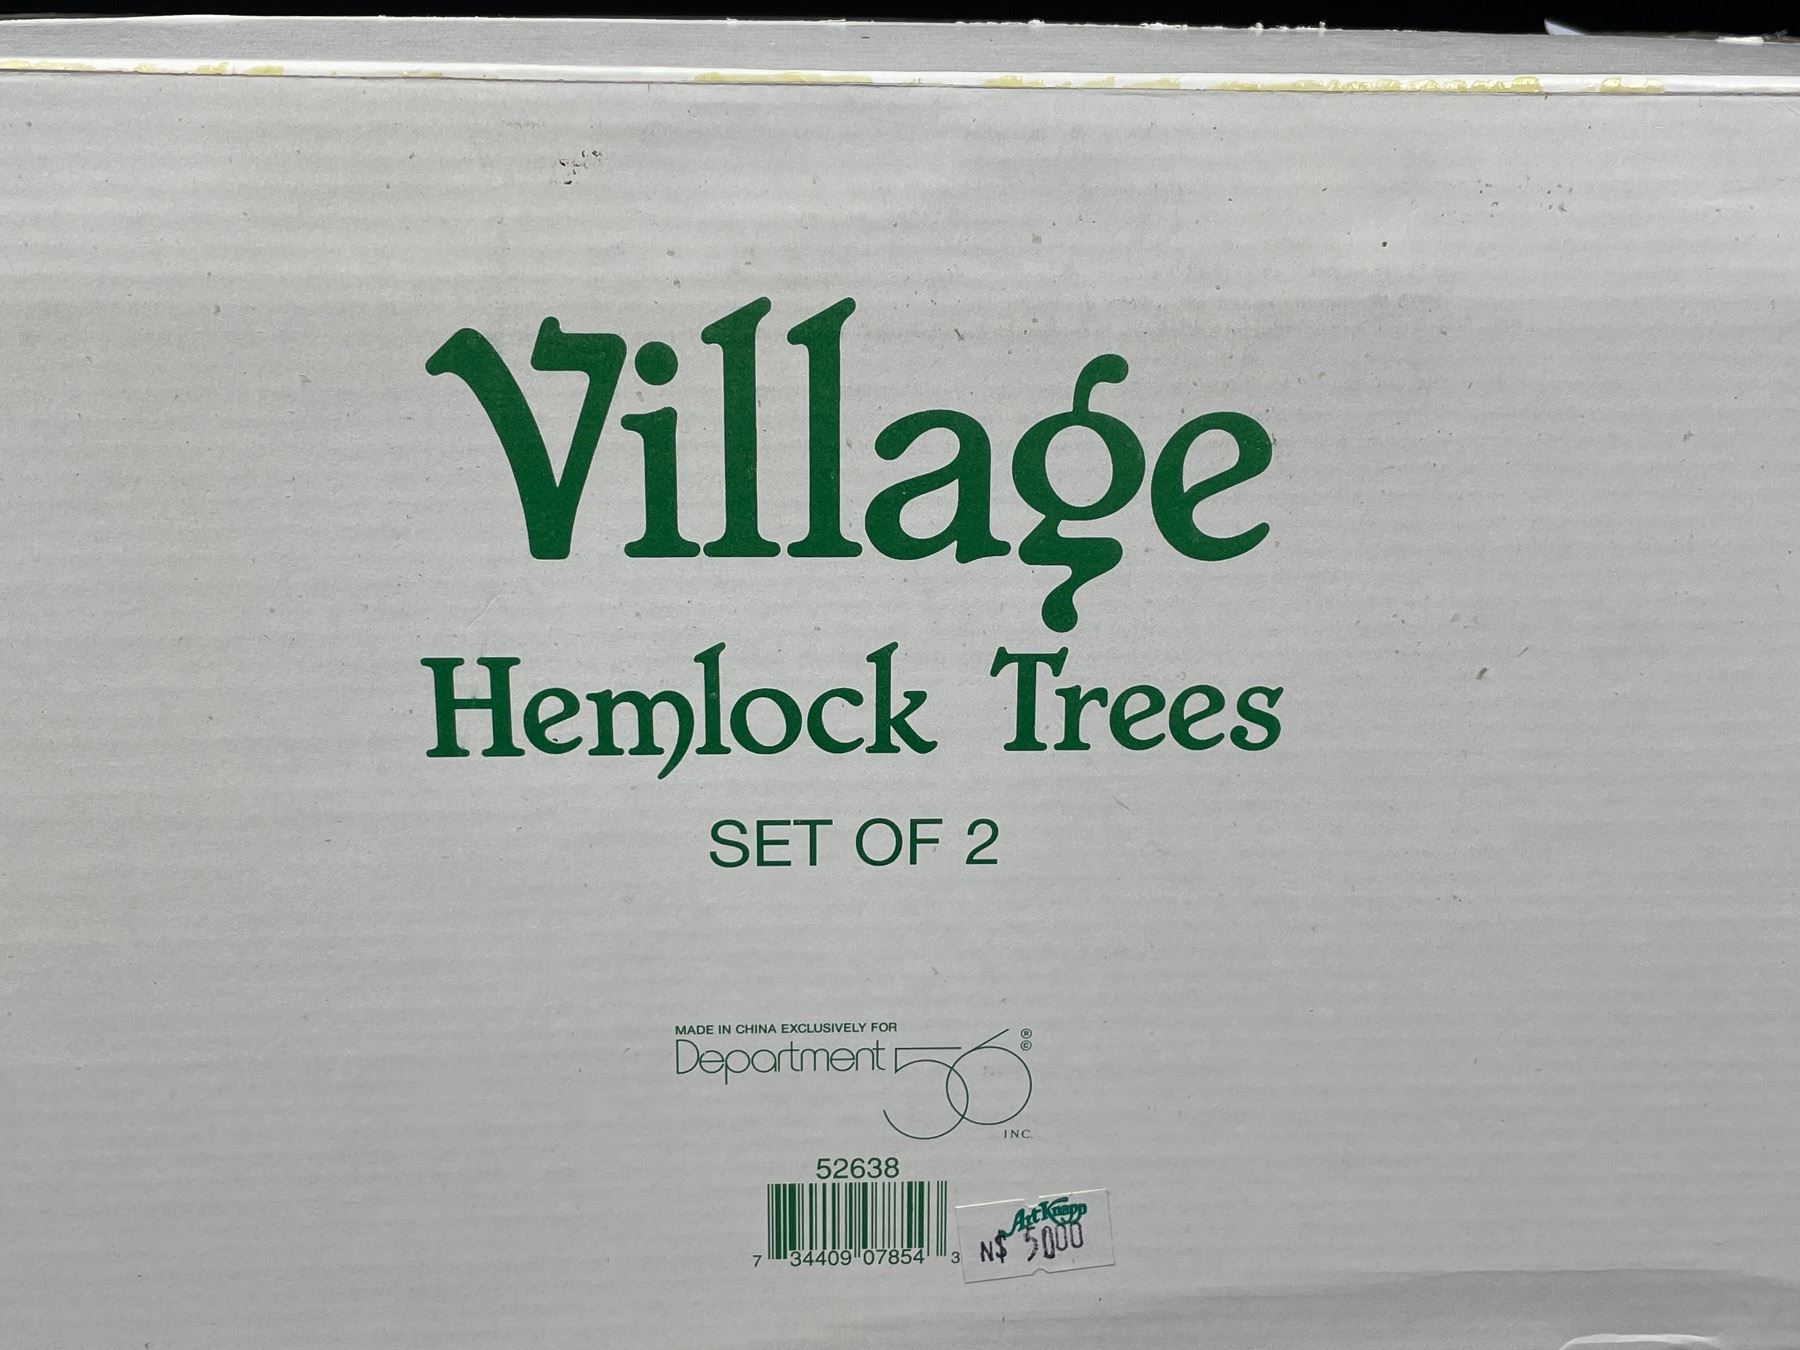 Village
Hemlock Trees
SET OF 2
MADE IN CHINA EXCLUSIVELY FOR
Department 56 ® ©
INC.
52638
7 34409 07854 3
Art Knapp
N$ 5000